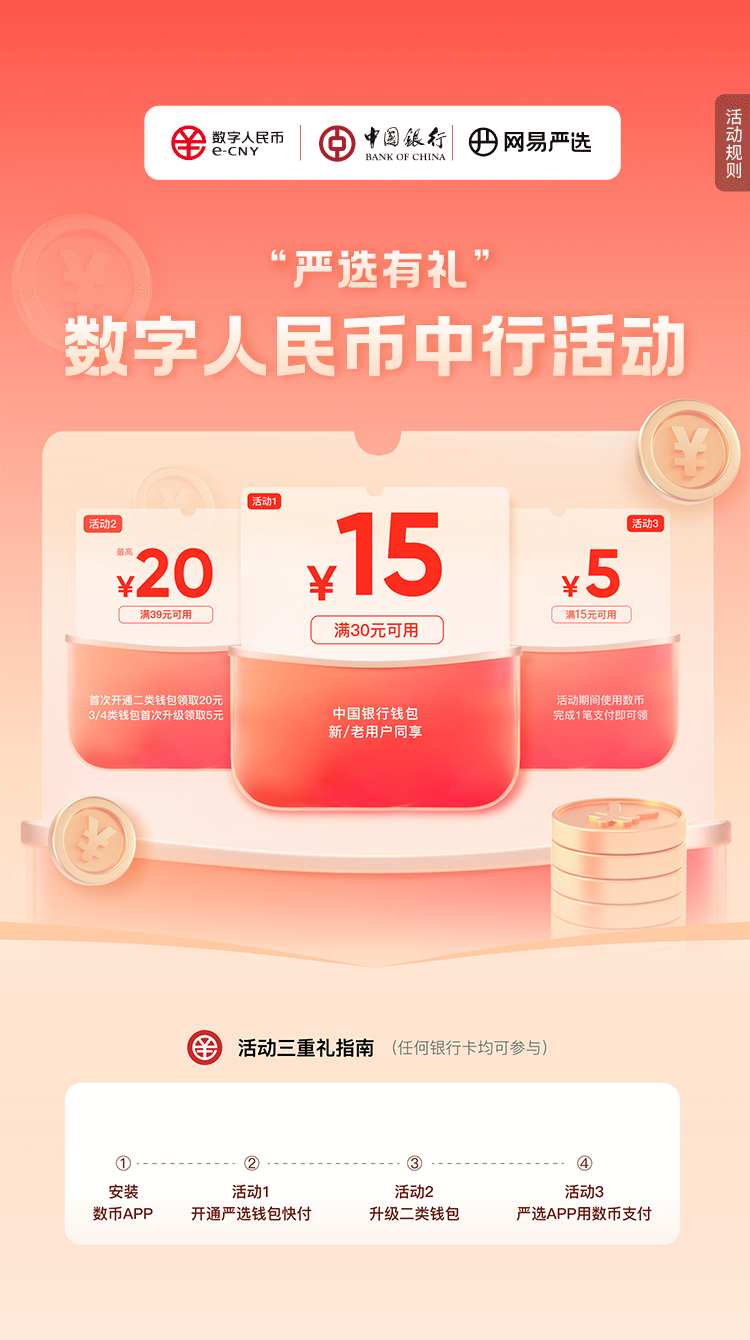 数字人民币
e-CNY
中国银行
BANK OF CHINA
网易严选
活动规则
“严选有礼”
数字人民币中行活动
活动2
最高
¥20
满39元可用
首次开通二类钱包领取20元
3/4类钱包首次升级领取5元
活动1
¥15
满30元可用
中国银行钱包
新/老用户同享
活动3
¥5
满15元可用
活动期间使用数币
完成1笔支付即可领
活动三重礼指南 (任何银行卡均可参与)
① ② ③ ④
安装
数币APP
活动1
开通严选钱包快付
活动2
升级二类钱包
活动3
严选APP用数币支付